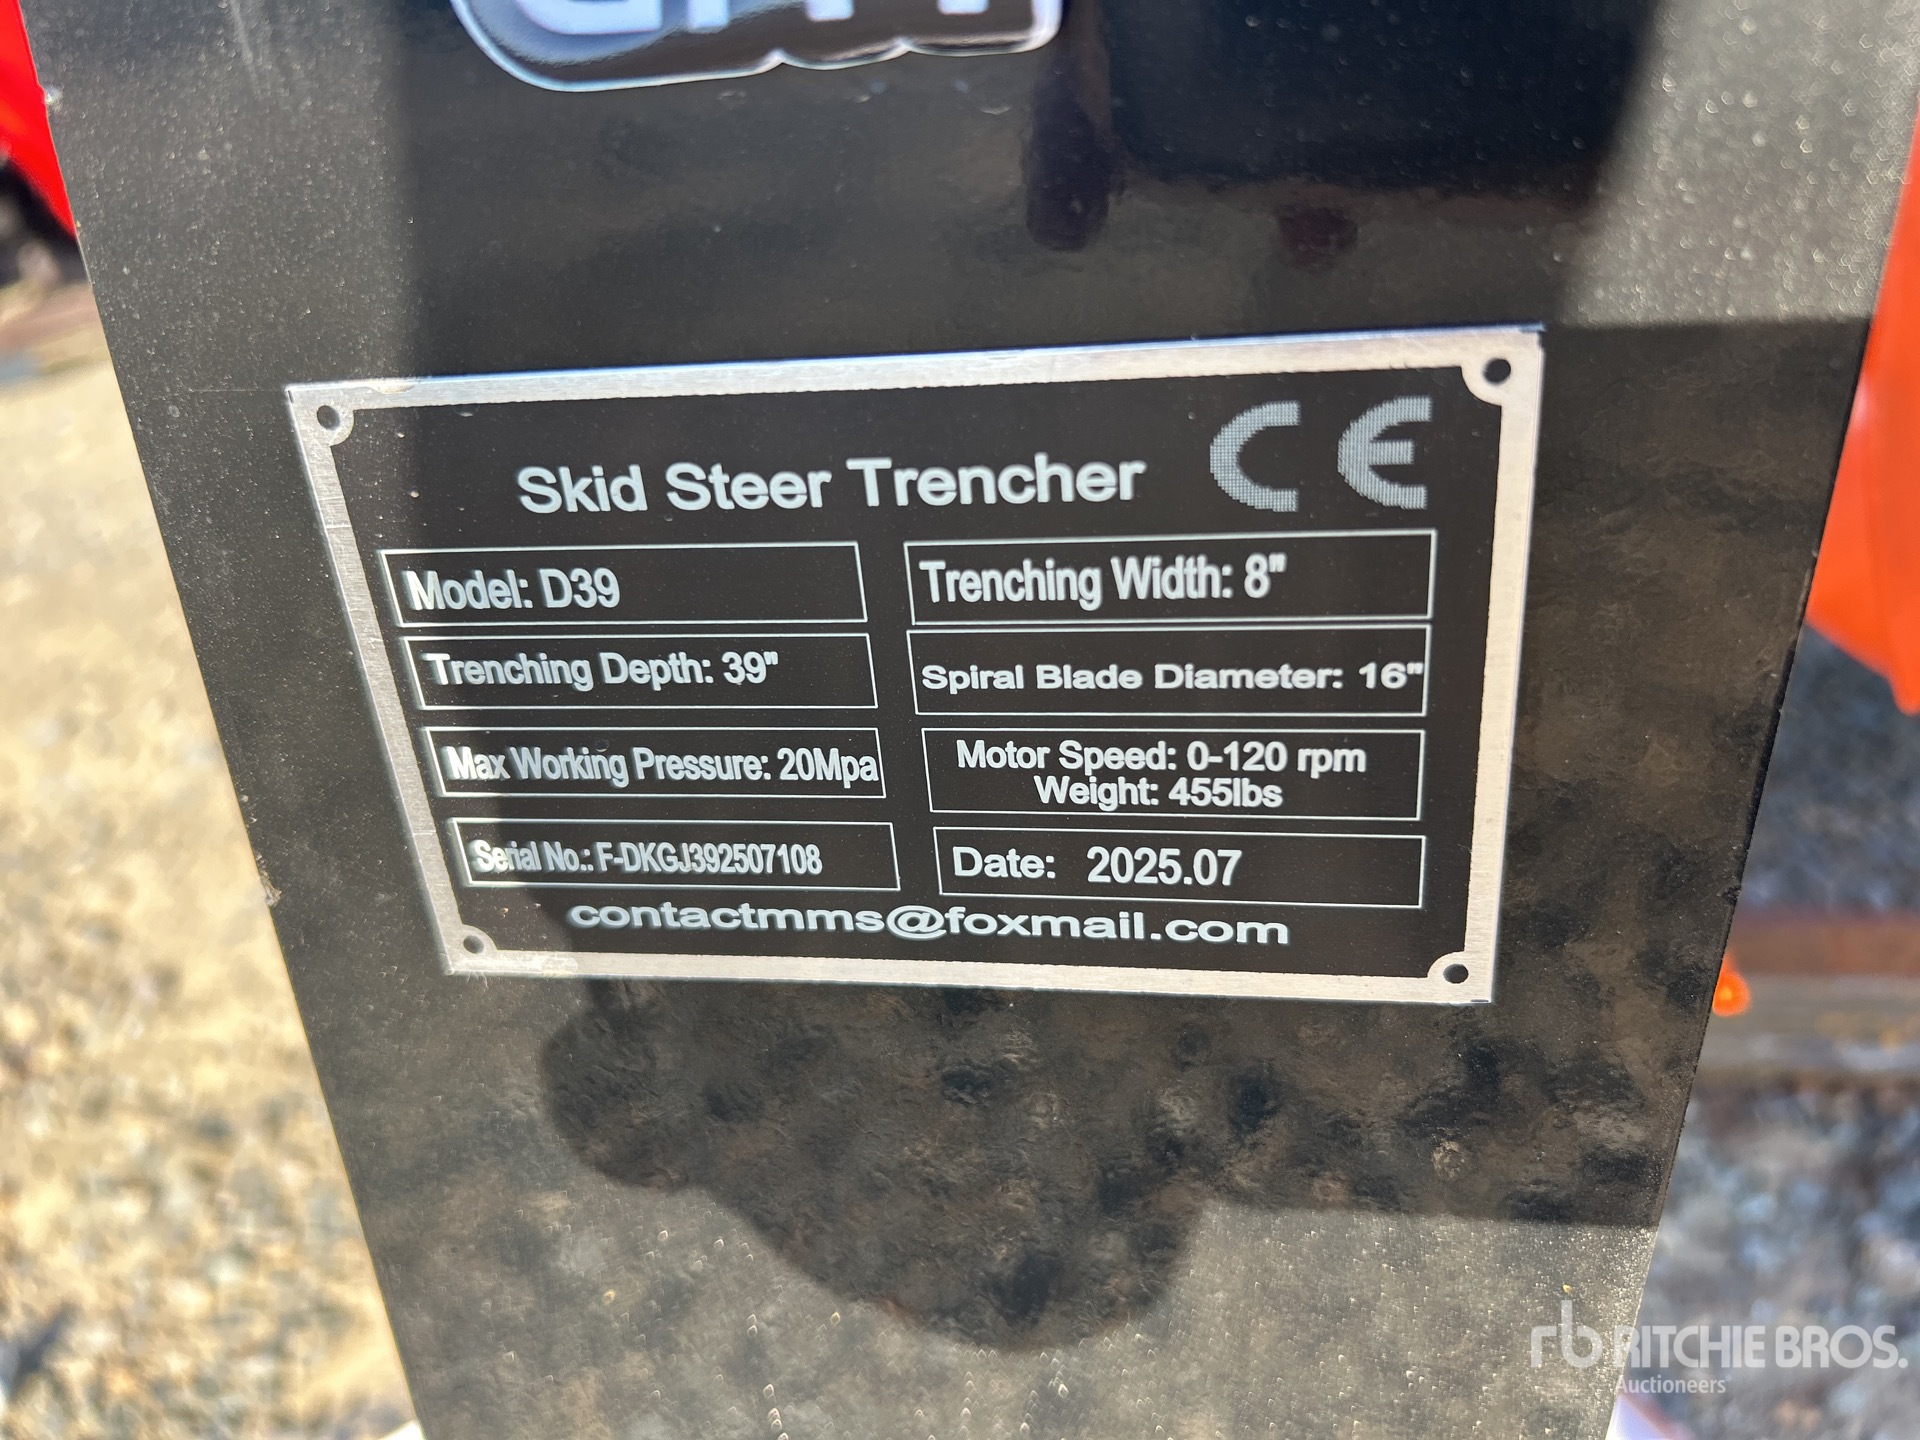 Skid Steer Trencher CE
Model: D39
Trenching Width: 8"
Trenching Depth: 39"
Spiral Blade Diameter: 16"
Max Working Pressure: 20Mpa
Motor Speed: 0-120 rpm
Weight: 455lbs
Serial No.: F-DKGJ392507108
Date: 2025.07
contactmms@foxmail.com
rb RITCHIE BROS.
Auctioneers